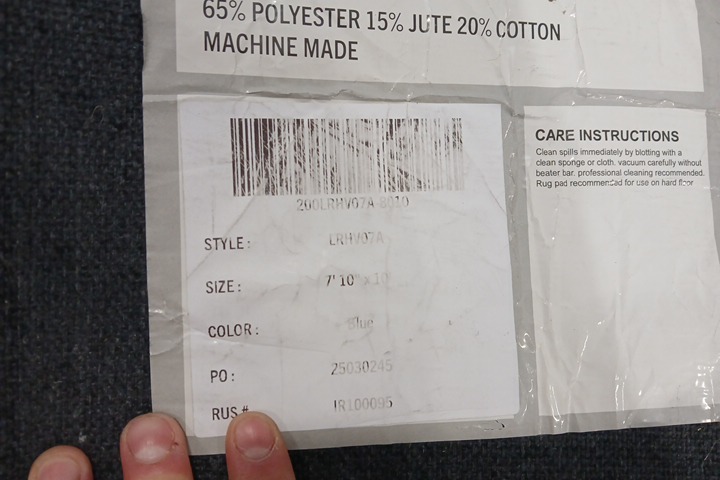 65% POLYESTER 15% JUTE 20% COTTON
MACHINE MADE
200LRHV07A-8010
STYLE: LRHV07A
SIZE: 7' 10" x 10'
COLOR: Blue
PO: 25030245
RUS # IR100095
CARE INSTRUCTIONS
Clean spills immediately by blotting with a
clean sponge or cloth. vacuum carefully without
beater bar. professional cleaning recommended.
Rug pad recommended for use on hard floor